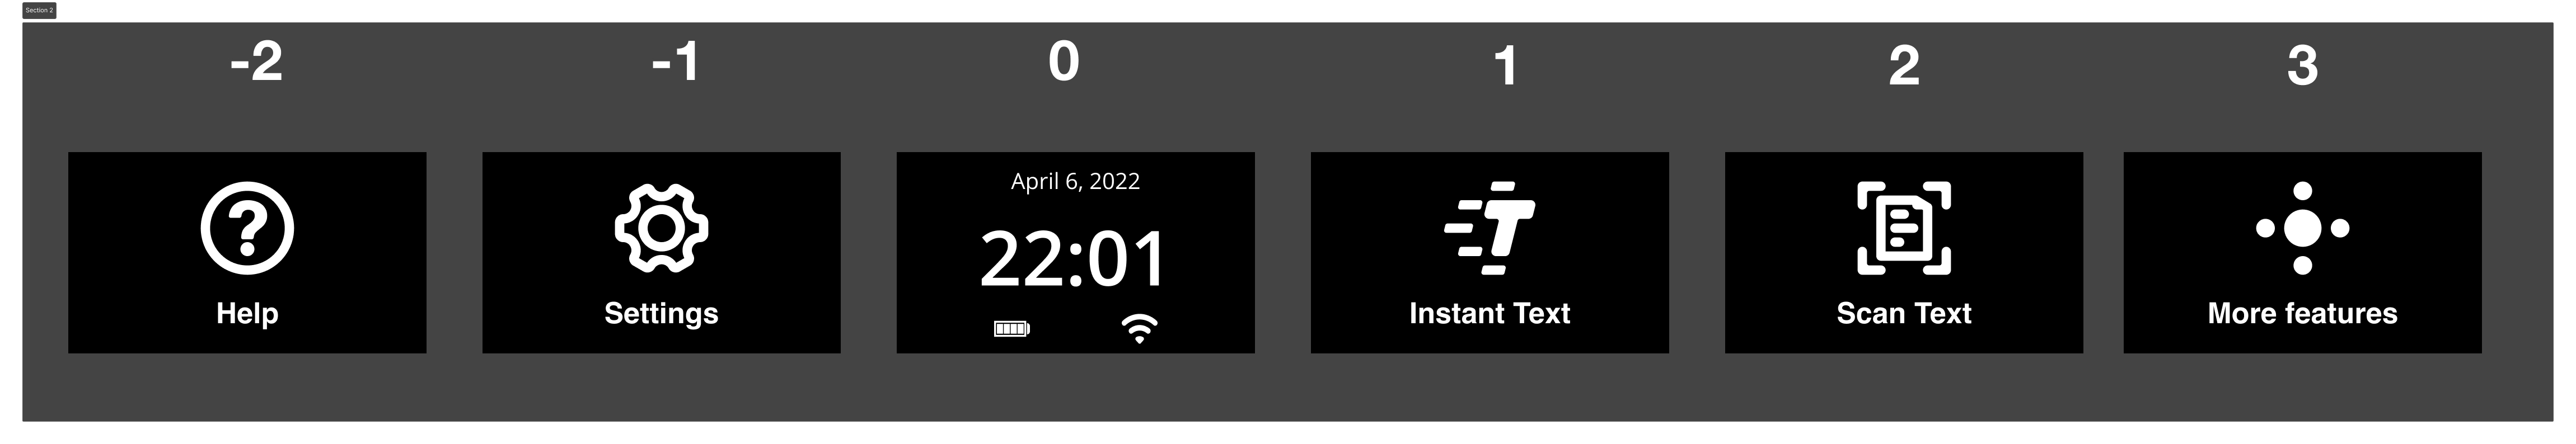 Section 2
-2
-1
0
1
2
3
Help
Settings
April 6, 2022
22:01
Instant Text
Scan Text
More features